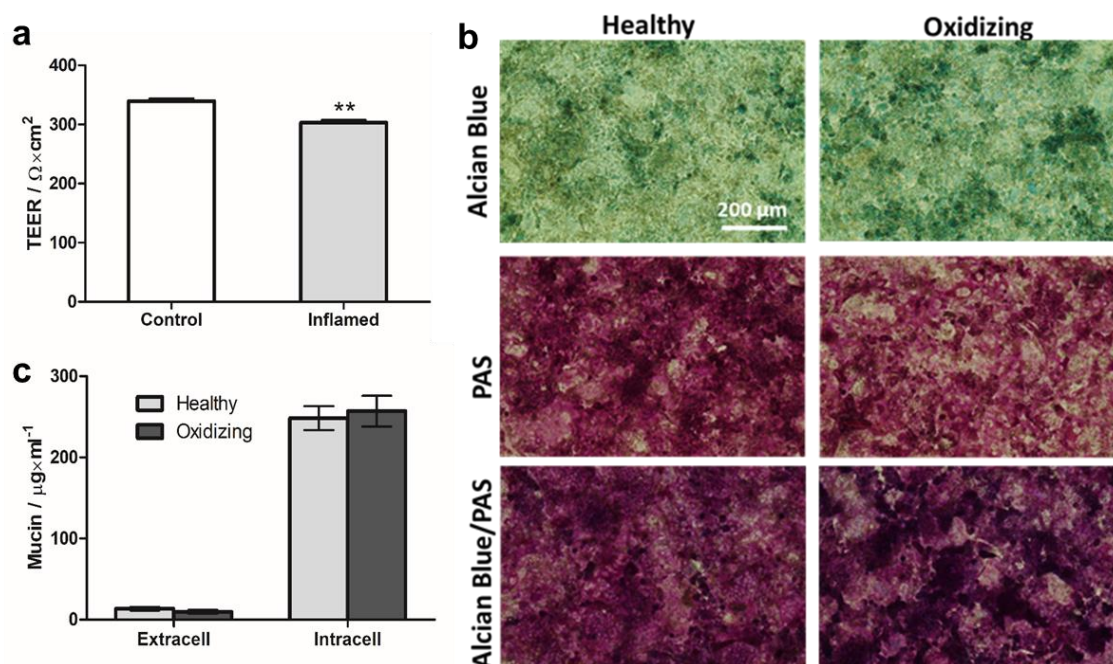 a
TEER / Ω×cm²
400
300
200
100
0
**
Control
Inflamed
b
Healthy
Oxidizing
Alcian Blue
200 µm
PAS
Alcian Blue/PAS
c
Mucin / µg×ml⁻¹
300
200
100
0
Healthy
Oxidizing
Extracell
Intracell